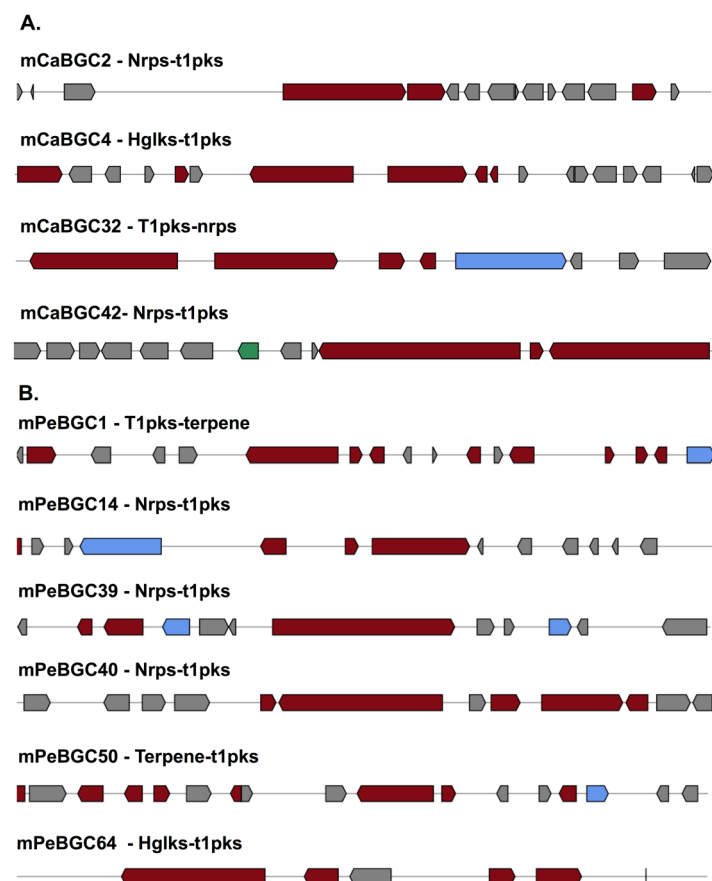 A.
mCaBGC2 - Nrps-t1pks
mCaBGC4 - Hglks-t1pks
mCaBGC32 - T1pks-nrps
mCaBGC42- Nrps-t1pks
B.
mPeBGC1 - T1pks-terpene
mPeBGC14 - Nrps-t1pks
mPeBGC39 - Nrps-t1pks
mPeBGC40 - Nrps-t1pks
mPeBGC50 - Terpene-t1pks
mPeBGC64 - Hglks-t1pks